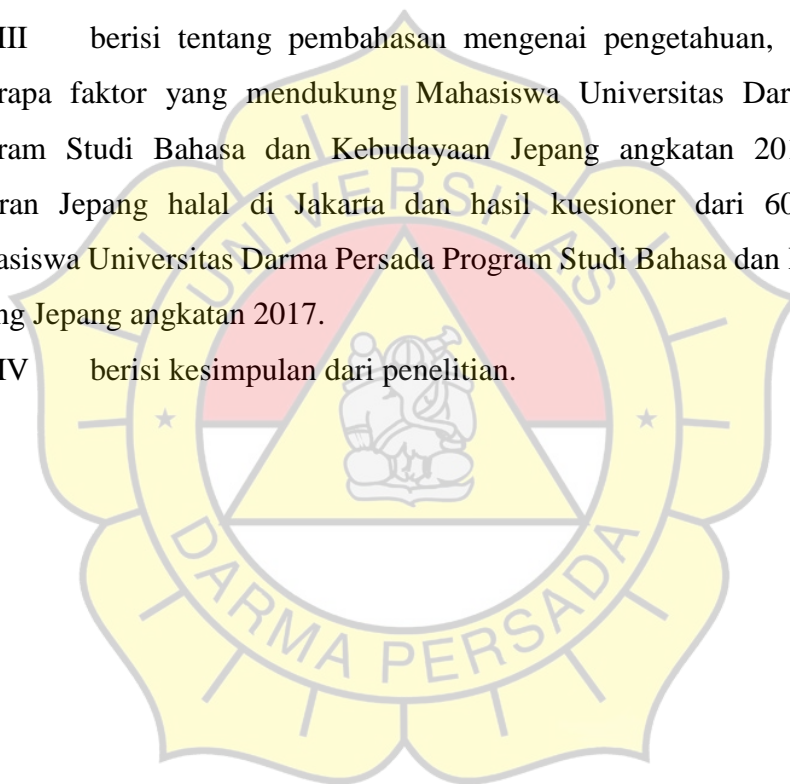 III berisi tentang pembahasan mengenai pengetahuan,
rapa faktor yang mendukung Mahasiswa Universitas Dar
ram Studi Bahasa dan Kebudayaan Jepang angkatan 201
ran Jepang halal di Jakarta dan hasil kuesioner dari 60
asiswa Universitas Darma Persada Program Studi Bahasa dan
ng Jepang angkatan 2017.
IV berisi kesimpulan dari penelitian.
UNIVERSITAS
DARMA PERSADA